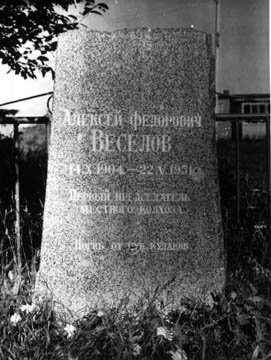 Алексей Федорович
Веселов
14.X.1904 — 22.V.1931
Первый председатель
местного колхоза
Погиб от рук кулаков